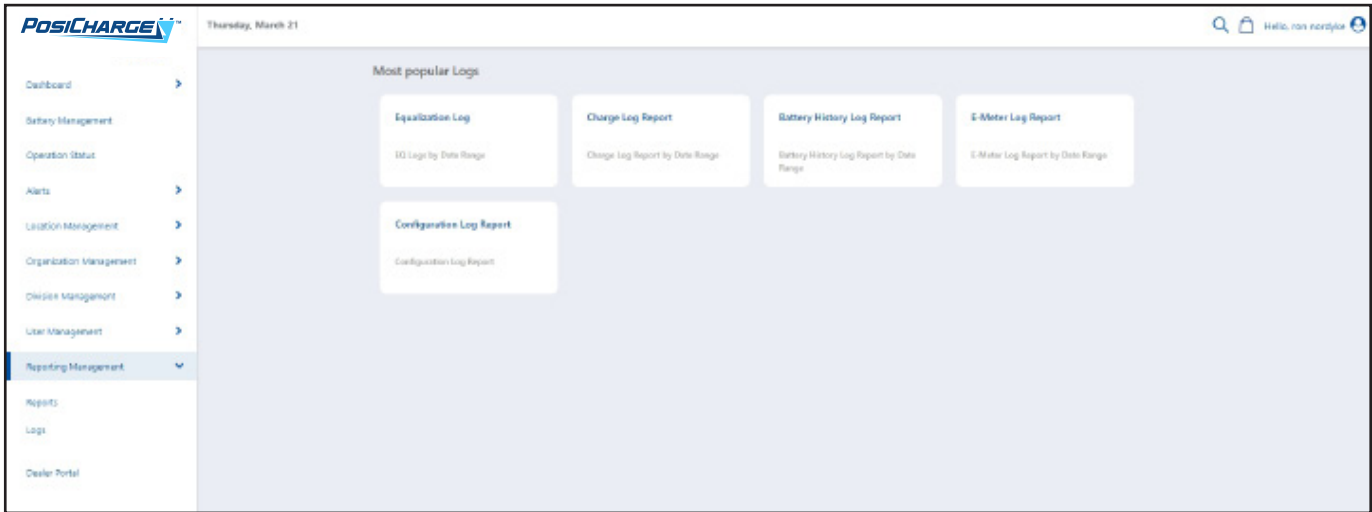 POSICHARGE™
Thursday, March 21
Hello, ron nordyke
Dashboard
Battery Management
Operation Status
Alerts
Location Management
Organization Management
Division Management
User Management
Reporting Management
Reports
Logs
Dealer Portal
Most popular Logs
Equalization Log
EQ Logs by Date Range
Charge Log Report
Charge Log Report by Date Range
Battery History Log Report
Battery History Log Report by Date
Range
E-Meter Log Report
E-Meter Log Report by Date Range
Configuration Log Report
Configuration Log Report